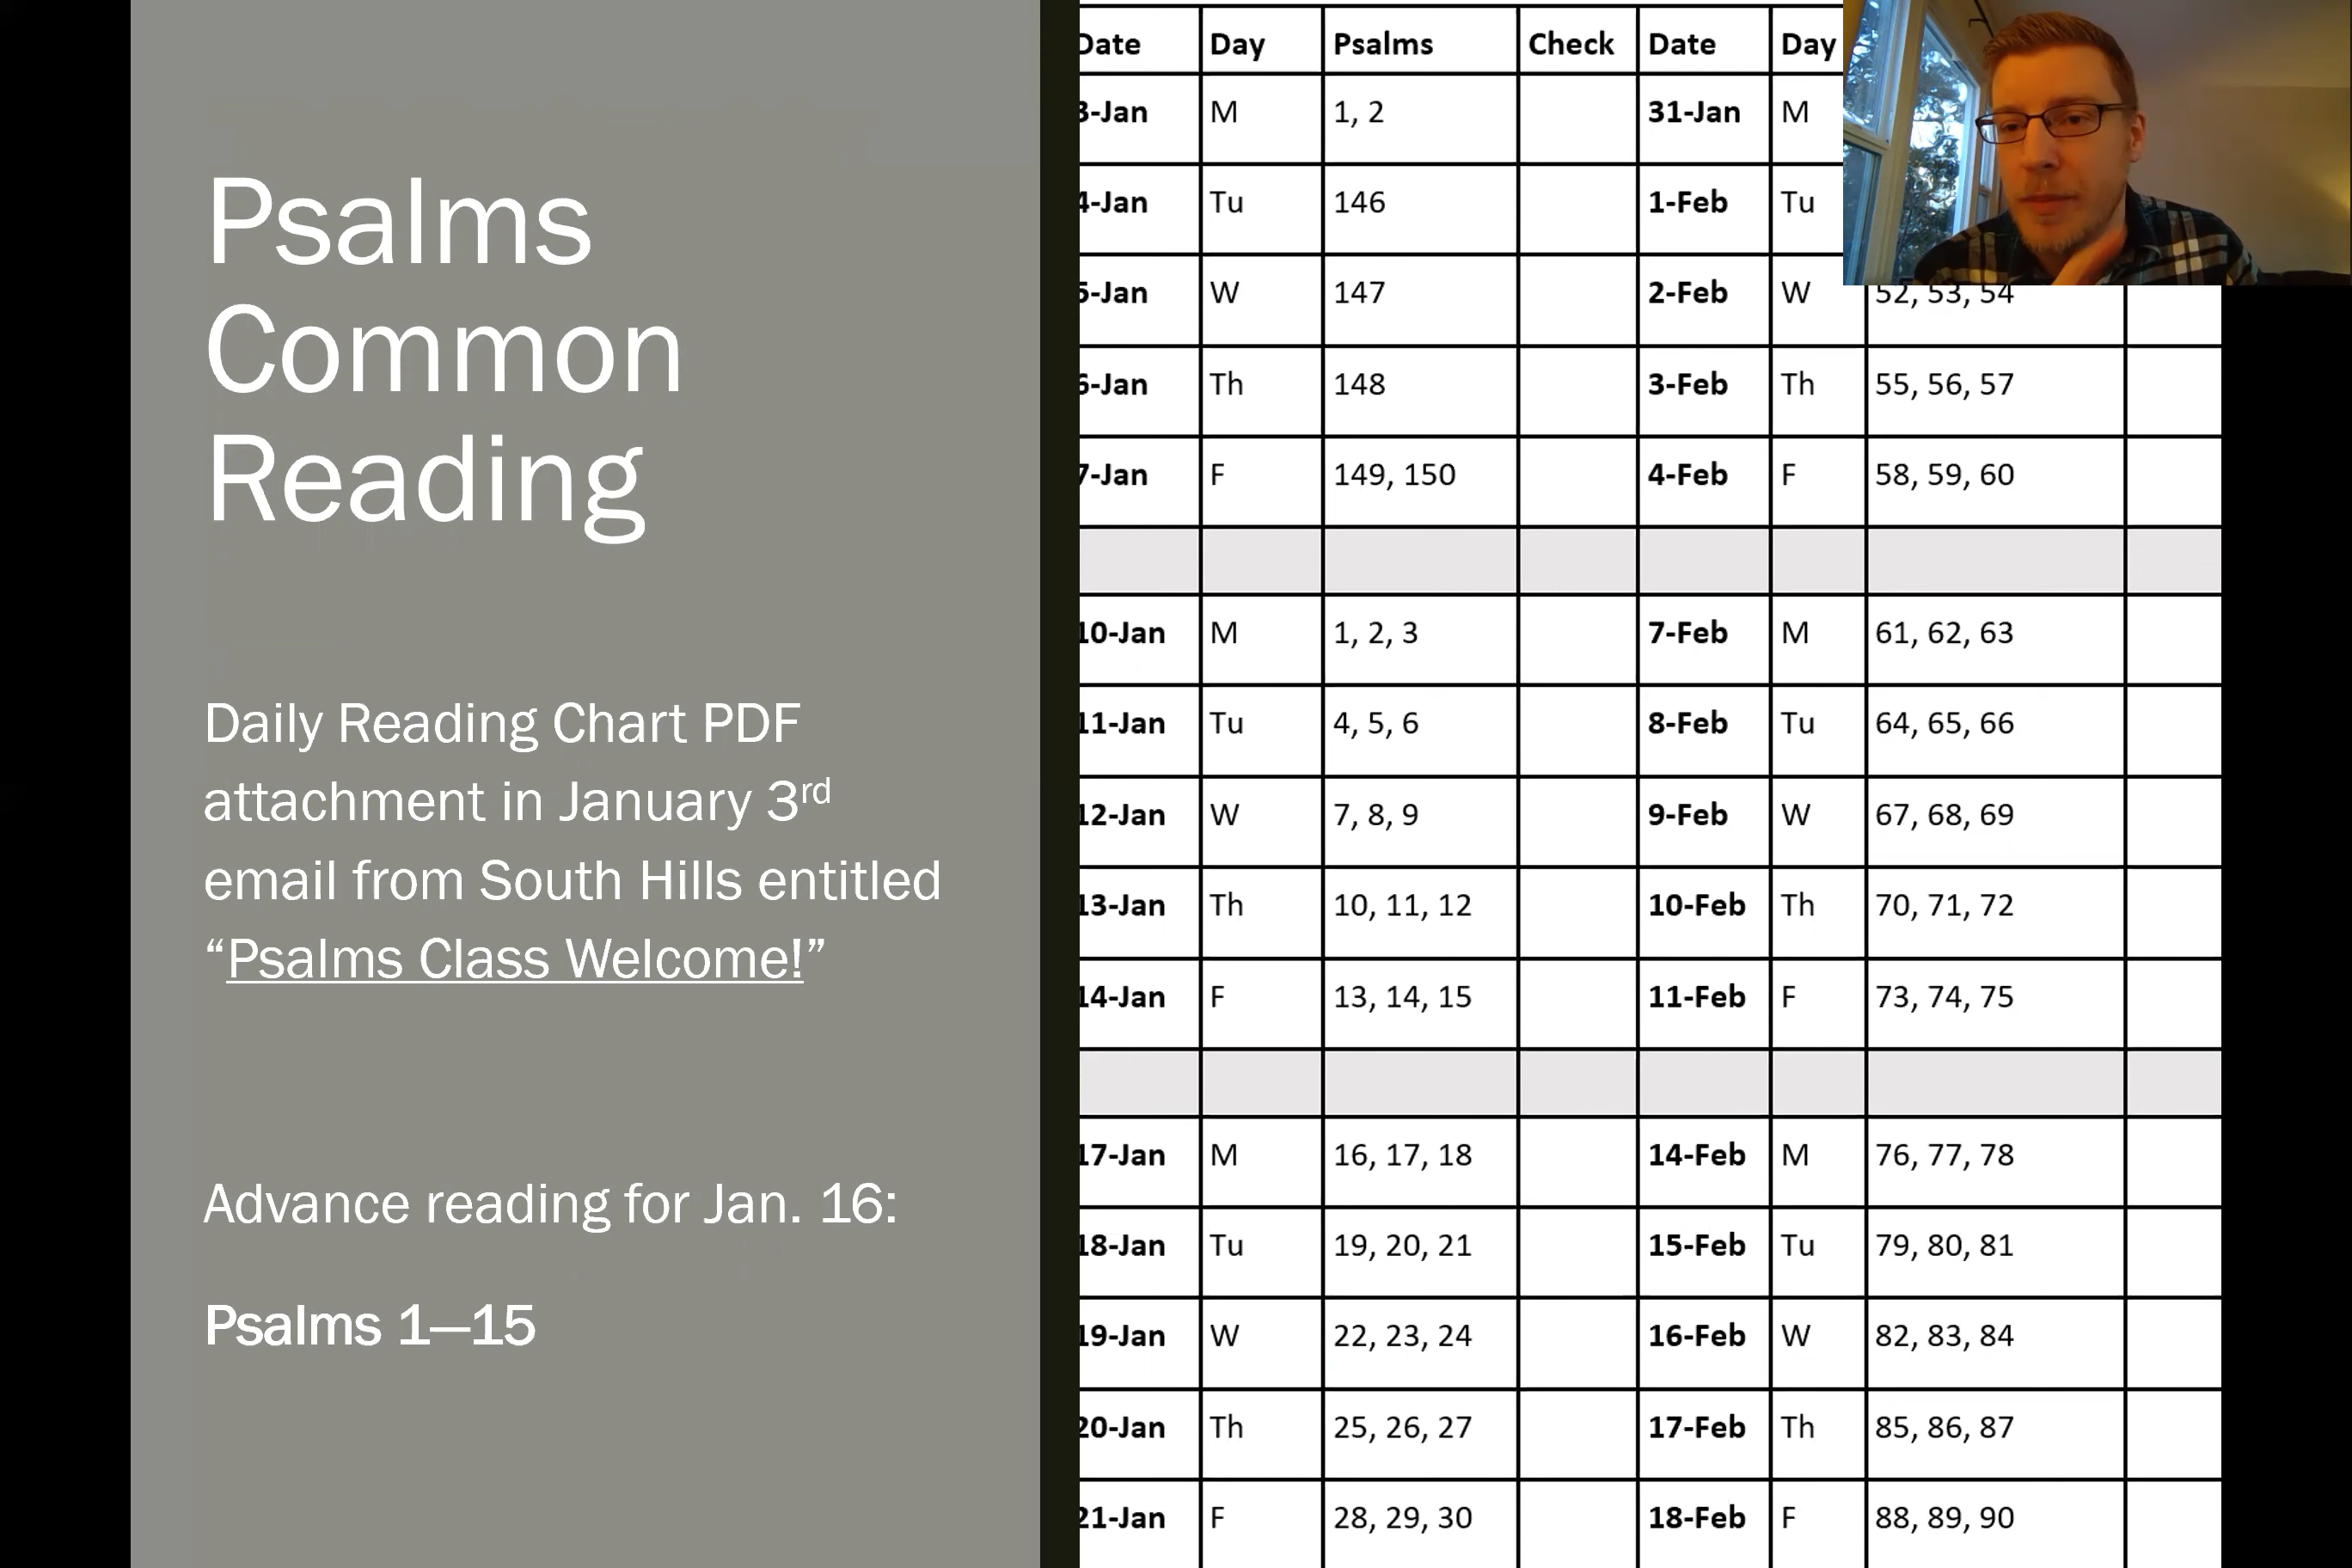 Psalms
Common
Reading
Daily Reading Chart PDF
attachment in January 3rd
email from South Hills entitled
“Psalms Class Welcome!”
Advance reading for Jan. 16:
Psalms 1—15
Date Day Psalms Check Date Day
3-Jan M 1, 2 31-Jan M
4-Jan Tu 146 1-Feb Tu
5-Jan W 147 2-Feb W 52, 53, 54
6-Jan Th 148 3-Feb Th 55, 56, 57
7-Jan F 149, 150 4-Feb F 58, 59, 60
10-Jan M 1, 2, 3 7-Feb M 61, 62, 63
11-Jan Tu 4, 5, 6 8-Feb Tu 64, 65, 66
12-Jan W 7, 8, 9 9-Feb W 67, 68, 69
13-Jan Th 10, 11, 12 10-Feb Th 70, 71, 72
14-Jan F 13, 14, 15 11-Feb F 73, 74, 75
17-Jan M 16, 17, 18 14-Feb M 76, 77, 78
18-Jan Tu 19, 20, 21 15-Feb Tu 79, 80, 81
19-Jan W 22, 23, 24 16-Feb W 82, 83, 84
20-Jan Th 25, 26, 27 17-Feb Th 85, 86, 87
21-Jan F 28, 29, 30 18-Feb F 88, 89, 90